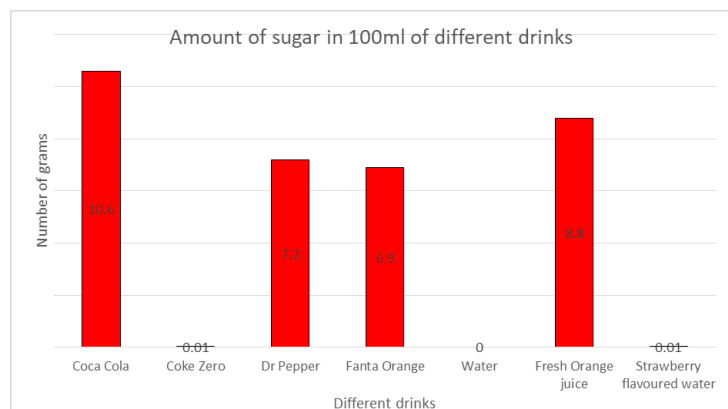 Amount of sugar in 100ml of different drinks
Number of grams
10.6
0.01
7.2
6.9
0
8.8
0.01
Coca Cola
Coke Zero
Dr Pepper
Fanta Orange
Water
Fresh Orange
juice
Strawberry
flavoured water
Different drinks